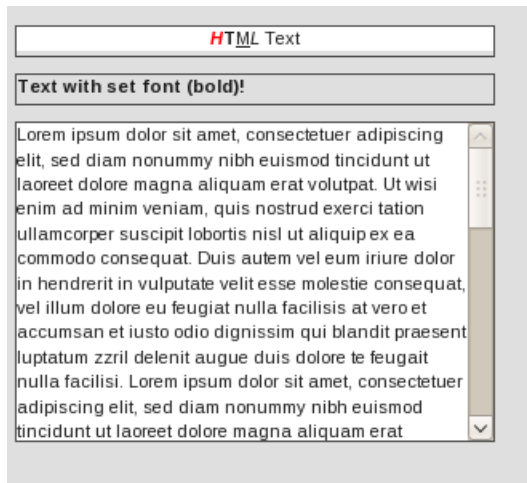 HTML Text
Text with set font (bold)!
Lorem ipsum dolor sit amet, consectetuer adipiscing
elit, sed diam nonummy nibh euismod tincidunt ut
laoreet dolore magna aliquam erat volutpat. Ut wisi
enim ad minim veniam, quis nostrud exerci tation
ullamcorper suscipit lobortis nisl ut aliquip ex ea
commodo consequat. Duis autem vel eum iriure dolor
in hendrerit in vulputate velit esse molestie consequat,
vel illum dolore eu feugiat nulla facilisis at vero et
accumsan et iusto odio dignissim qui blandit praesent
luptatum zzril delenit augue duis dolore te feugait
nulla facilisi. Lorem ipsum dolor sit amet, consectetuer
adipiscing elit, sed diam nonummy nibh euismod
tincidunt ut laoreet dolore magna aliquam erat